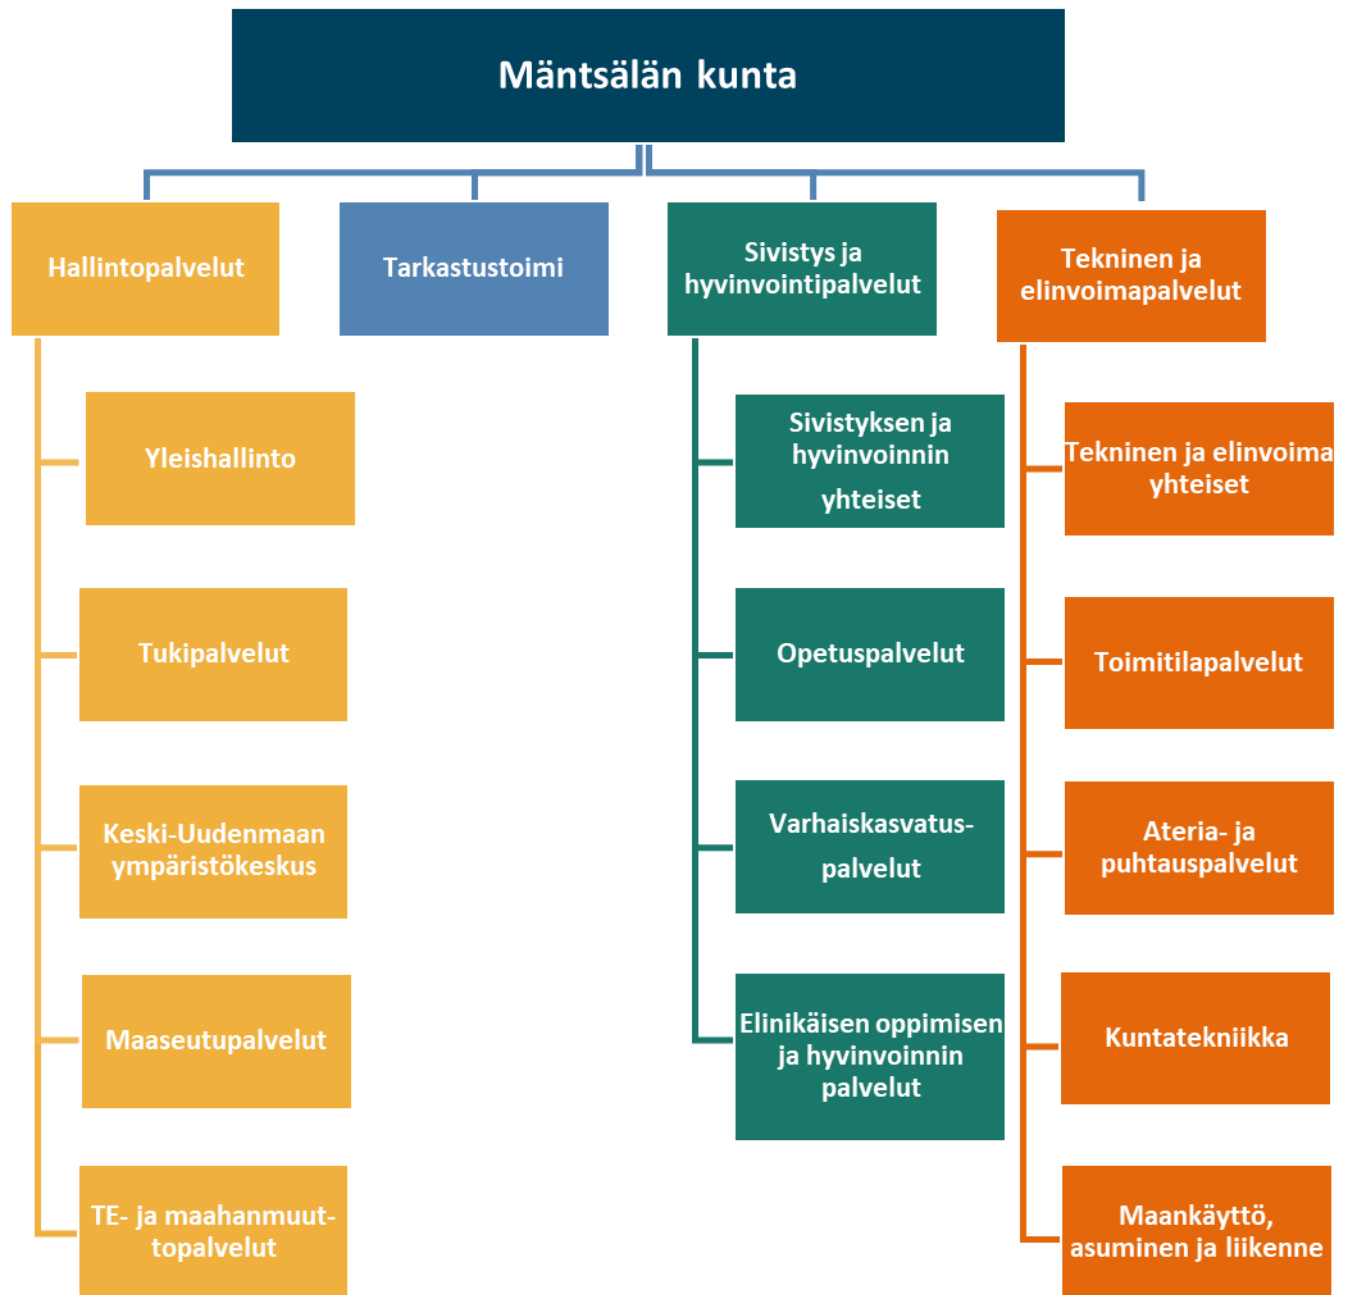 Mäntsälän kunta
Hallintopalvelut
Yleishallinto
Tukipalvelut
Keski-Uudenmaan
ympäristökeskus
Maaseutupalvelut
TE- ja maahanmuut-
topalvelut
Tarkastustoimi
Sivistys ja
hyvinvointipalvelut
Sivistyksen ja
hyvinvoinnin
yhteiset
Opetuspalvelut
Varhaiskasvatus-
palvelut
Elinikäisen oppimisen
ja hyvinvoinnin
palvelut
Tekninen ja
elinvoimapalvelut
Tekninen ja elinvoima
yhteiset
Toimitilapalvelut
Ateria- ja
puhtauspalvelut
Kuntatekniikka
Maankäyttö,
asuminen ja liikenne